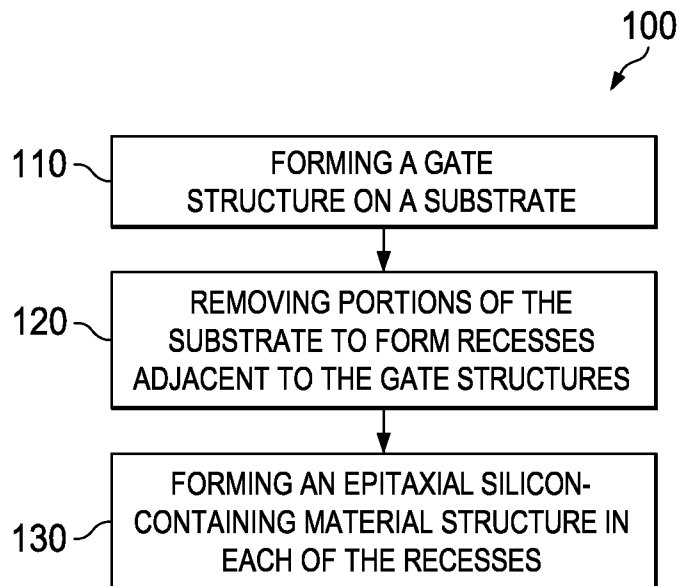 100
110
FORMING A GATE
STRUCTURE ON A SUBSTRATE
120
REMOVING PORTIONS OF THE
SUBSTRATE TO FORM RECESSES
ADJACENT TO THE GATE STRUCTURES
130
FORMING AN EPITAXIAL SILICON-
CONTAINING MATERIAL STRUCTURE IN
EACH OF THE RECESSES